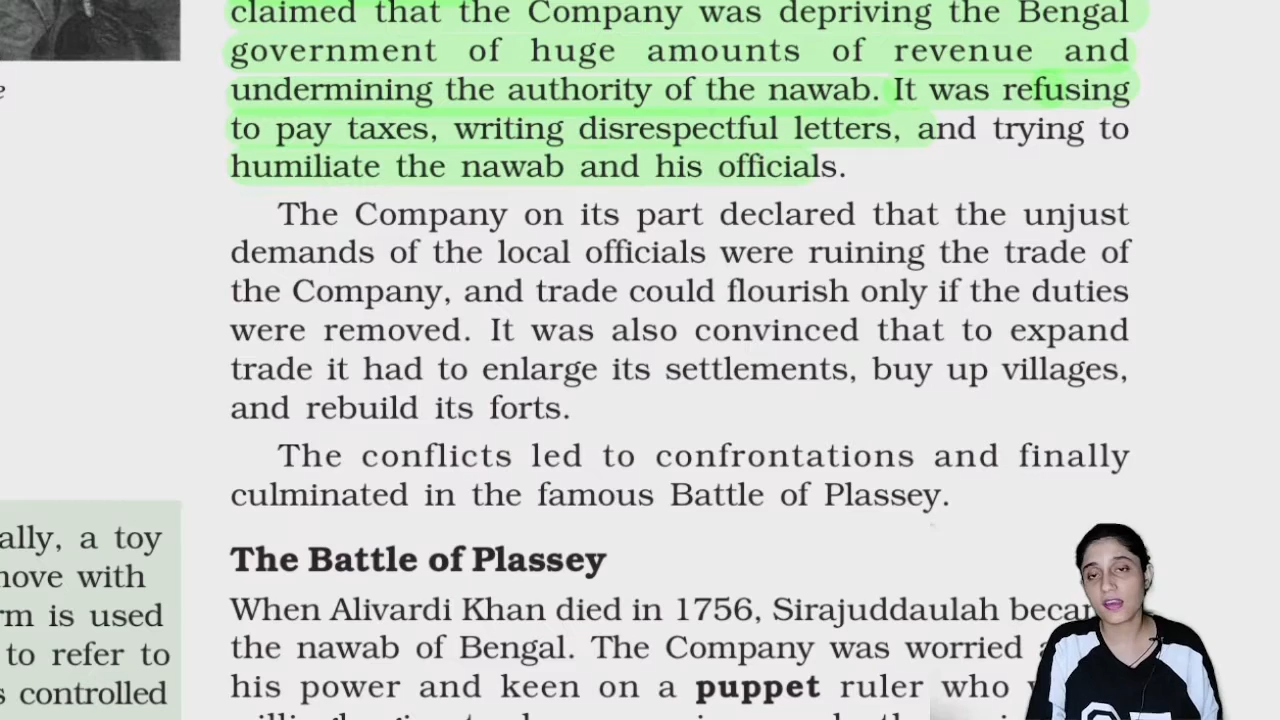 claimed that the Company was depriving the Bengal
government of huge amounts of revenue and
undermining the authority of the nawab. It was refusing
to pay taxes, writing disrespectful letters, and trying to
humiliate the nawab and his officials.
The Company on its part declared that the unjust
demands of the local officials were ruining the trade of
the Company, and trade could flourish only if the duties
were removed. It was also convinced that to expand
trade it had to enlarge its settlements, buy up villages,
and rebuild its forts.
The conflicts led to confrontations and finally
culminated in the famous Battle of Plassey.
The Battle of Plassey
When Alivardi Khan died in 1756, Sirajuddaulah
the nawab of Bengal. The Company was worried
his power and keen on a puppet ruler who
ally, a toy
move with
rm is used
to refer to
s controlled